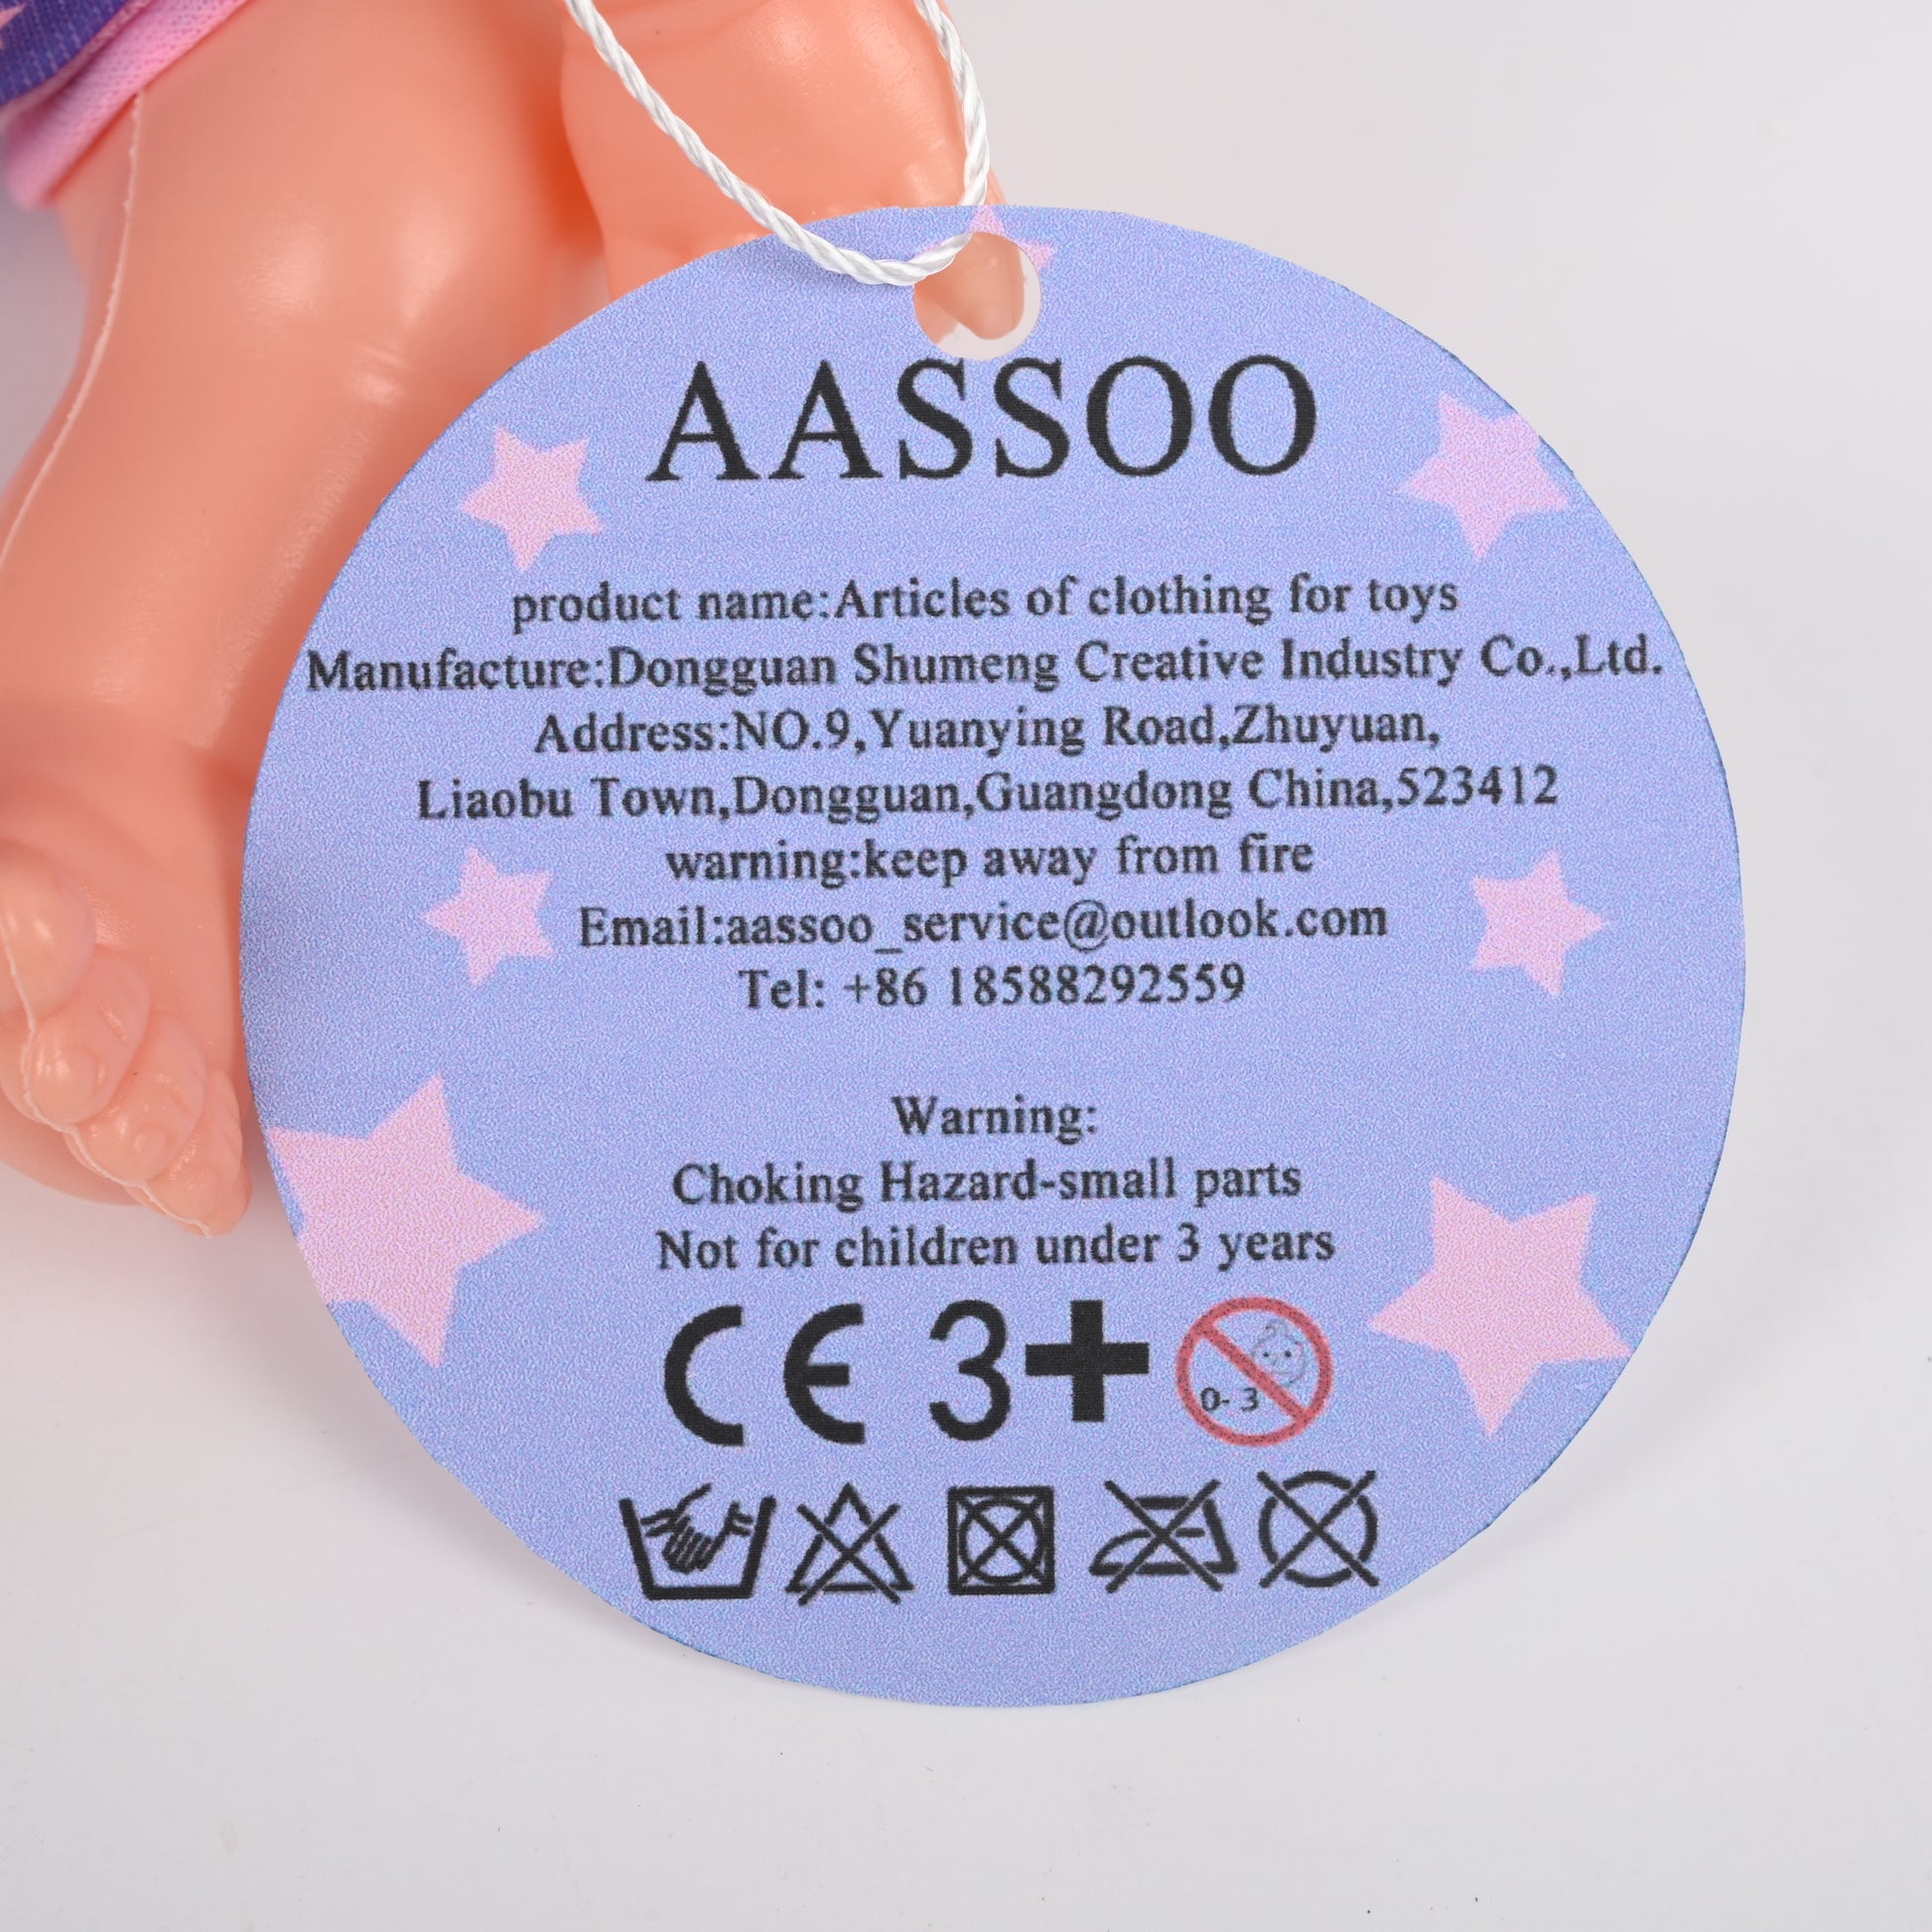 AASSOO
product name:Articles of clothing for toys
Manufacture:Dongguan Shumeng Creative Industry Co.,Ltd.
Address:NO.9,Yuanying Road,Zhuyuan,
Liaobu Town,Dongguan,Guangdong China,523412
warning:keep away from fire
Email:aassoo_service@outlook.com
Tel: +86 18588292559
Warning:
Choking Hazard-small parts
Not for children under 3 years
CE 3+ 0-3